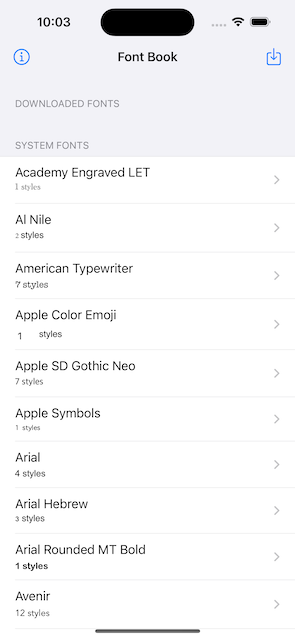 10:03
Font Book
DOWNLOADED FONTS
SYSTEM FONTS
Academy Engraved LET
1 styles
Al Nile
2 styles
American Typewriter
7 styles
Apple Color Emoji
1 styles
Apple SD Gothic Neo
7 styles
Apple Symbols
1 styles
Arial
4 styles
Arial Hebrew
3 styles
Arial Rounded MT Bold
1 styles
Avenir
12 styles